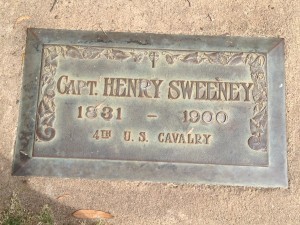 CAPT. HENRY SWEENEY
1831 - 1900
4TH U. S. CAVALRY